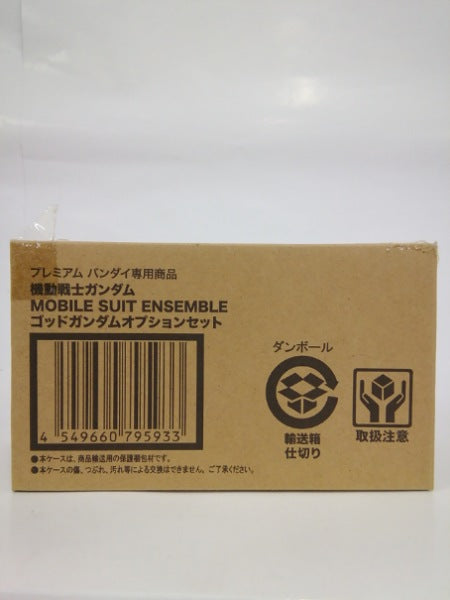 プレミアム バンダイ専用商品
機動戦士ガンダム
MOBILE SUIT ENSEMBLE
ゴッドガンダムオプションセット
4 549660 795933
ダンボール
輸送箱
仕切り
取扱注意
●本ケースは、商品輸送用の保護梱包材です。
●本ケースの傷、つぶれ、汚れ等による交換はできません。ご了承ください。